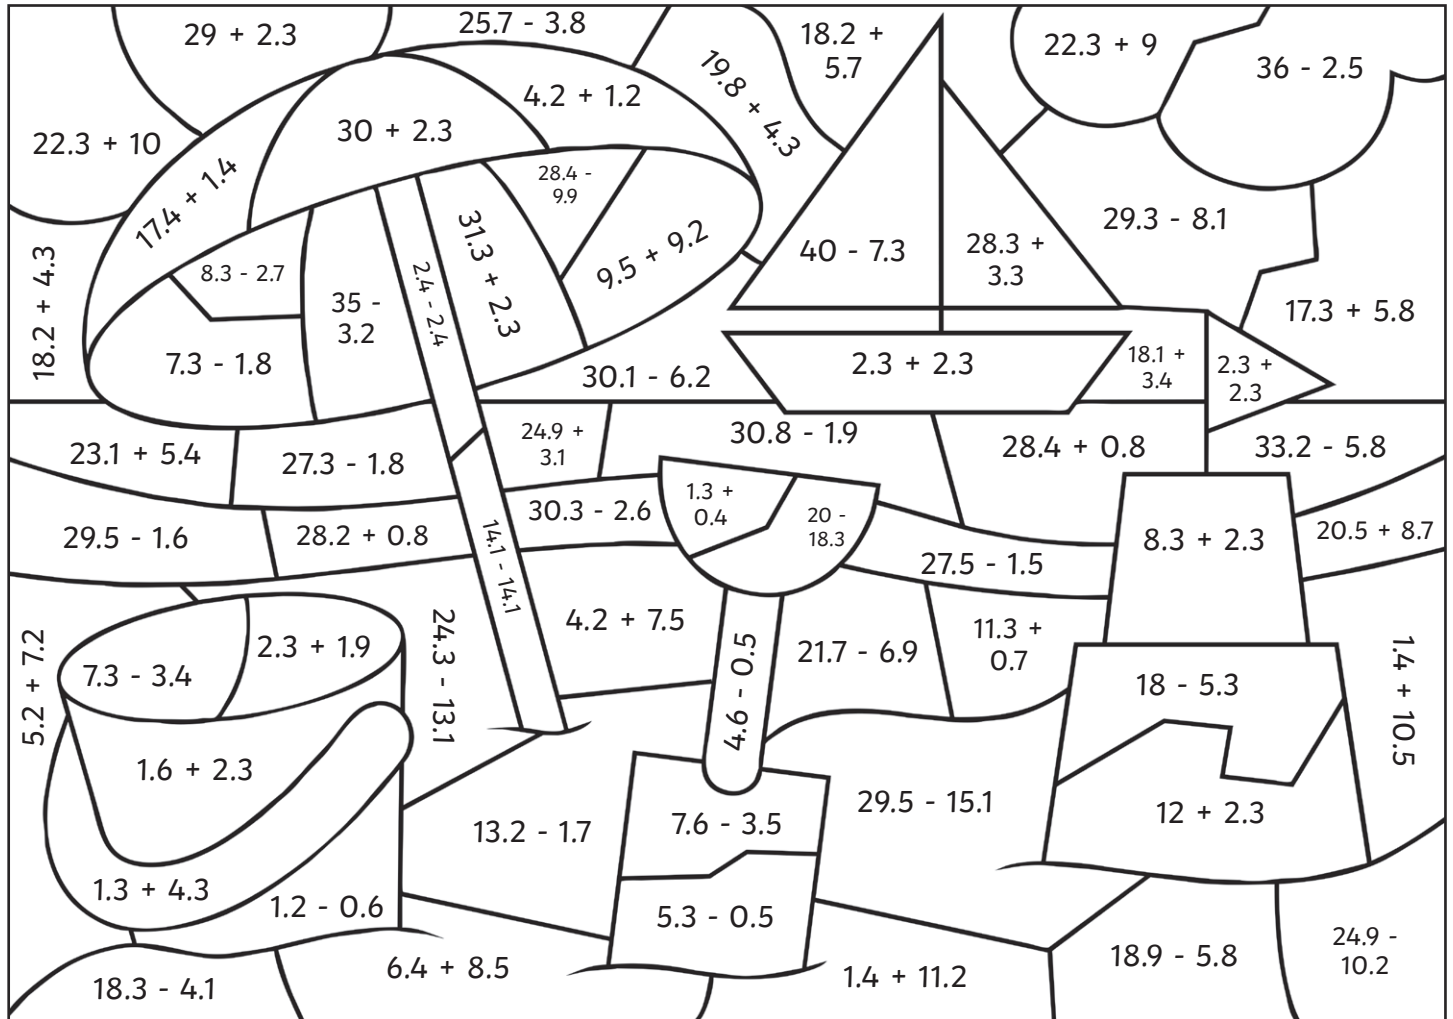 29 + 2.3
25.7 - 3.8
18.2 +
5.7
22.3 + 9
36 - 2.5
19.8 + 4.3
4.2 + 1.2
30 + 2.3
22.3 + 10
17.4 + 1.4
28.4 -
9.9
29.3 - 8.1
18.2 + 4.3
8.3 - 2.7
35 -
3.2
2.4 - 2.4
31.3 + 2.3
9.5 + 9.2
40 - 7.3
28.3 +
3.3
17.3 + 5.8
7.3 - 1.8
30.1 - 6.2
2.3 + 2.3
18.1 +
3.4
2.3 +
2.3
23.1 + 5.4
27.3 - 1.8
24.9 +
3.1
30.8 - 1.9
28.4 + 0.8
33.2 - 5.8
29.5 - 1.6
28.2 + 0.8
14.1 - 14.1
30.3 - 2.6
1.3 +
0.4
20 -
18.3
27.5 - 1.5
8.3 + 2.3
20.5 + 8.7
5.2 + 7.2
7.3 - 3.4
2.3 + 1.9
24.3 - 13.1
4.2 + 7.5
4.6 - 0.5
21.7 - 6.9
11.3 +
0.7
18 - 5.3
1.4 + 10.5
1.6 + 2.3
13.2 - 1.7
7.6 - 3.5
29.5 - 15.1
12 + 2.3
1.3 + 4.3
1.2 - 0.6
5.3 - 0.5
18.3 - 4.1
6.4 + 8.5
1.4 + 11.2
18.9 - 5.8
24.9 -
10.2